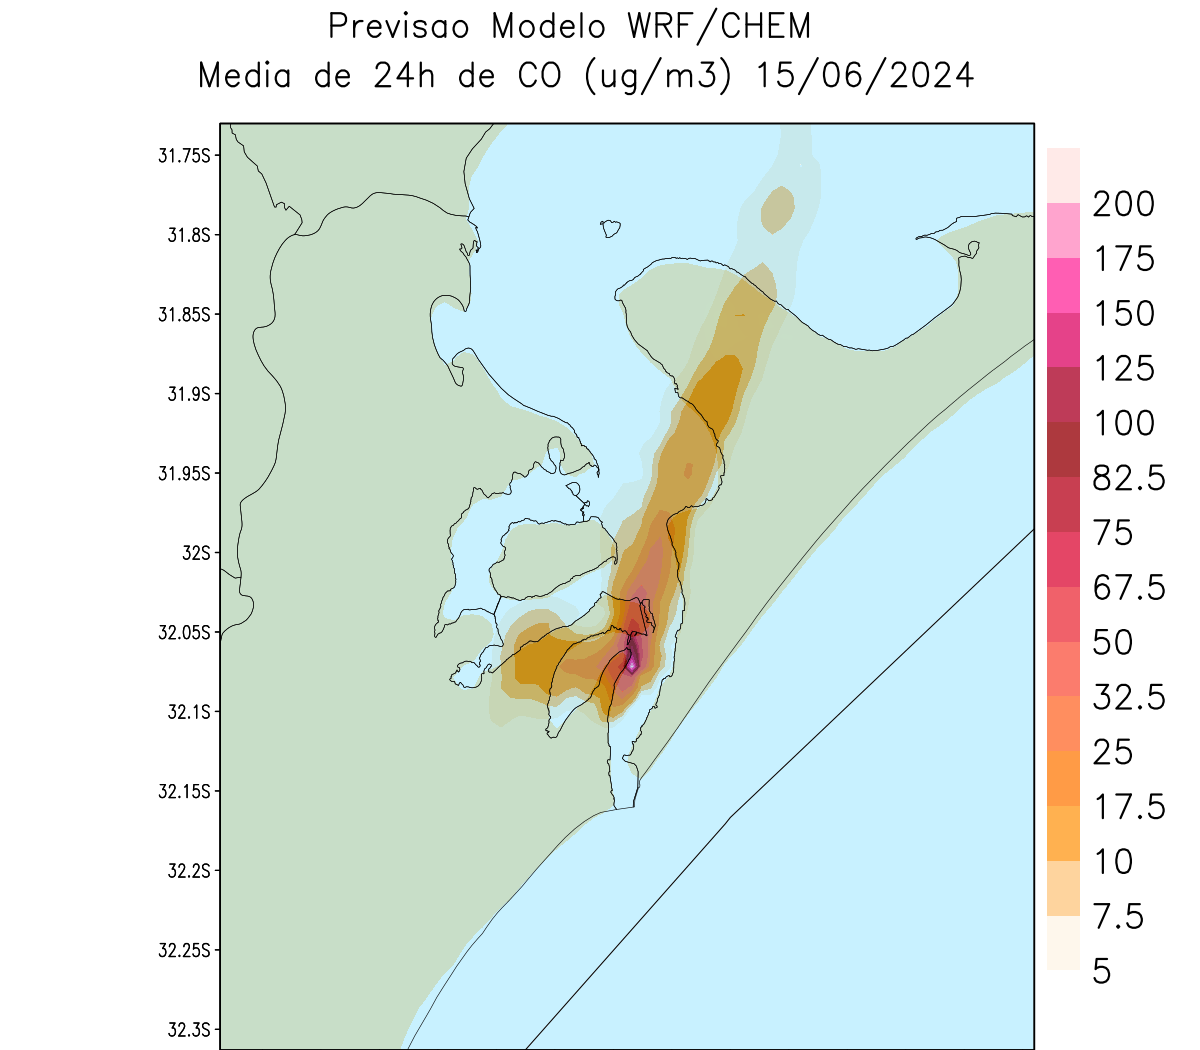 Previsao Modelo WRF/CHEM
Media de 24h de CO (ug/m3) 15/06/2024
31.75S
31.8S
31.85S
31.9S
31.95S
32S
32.05S
32.1S
32.15S
32.2S
32.25S
32.3S
200
175
150
125
100
82.5
75
67.5
50
32.5
25
17.5
10
7.5
5